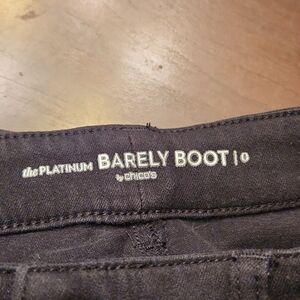 the PLATINUM BARELY BOOT | 0
by chico's